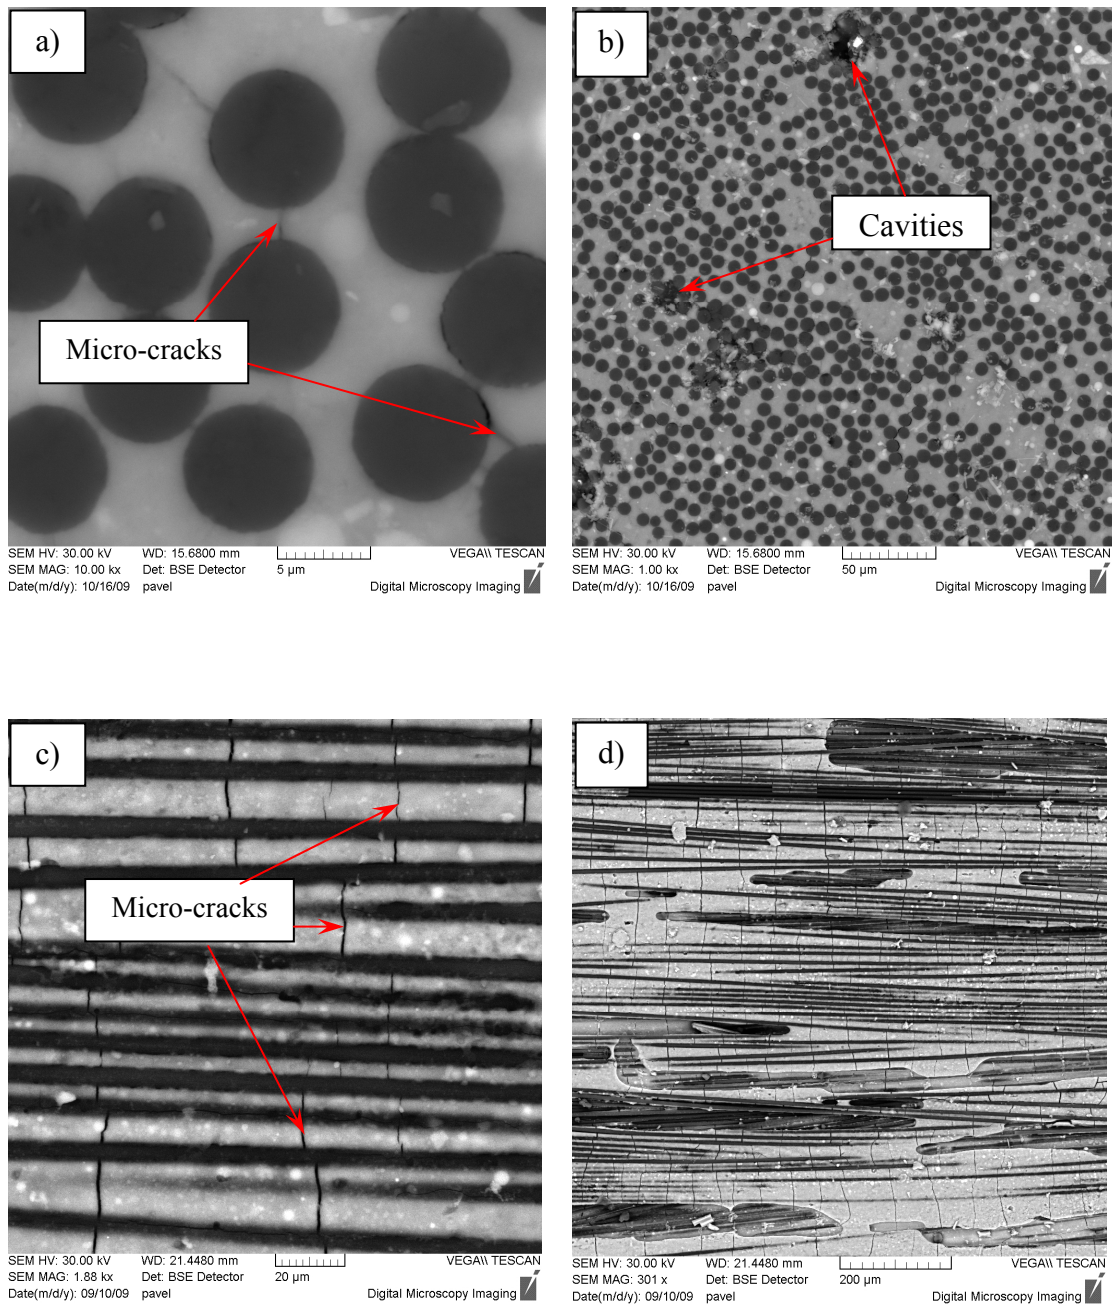 a)
Micro-cracks
SEM HV: 30.00 kV WD: 15.6800 mm VEGA\\ TESCAN
SEM MAG: 10.00 kx Det: BSE Detector 5 µm
Date(m/d/y): 10/16/09 pavel Digital Microscopy Imaging
b)
Cavities
SEM HV: 30.00 kV WD: 15.6800 mm VEGA\\ TESCAN
SEM MAG: 1.00 kx Det: BSE Detector 50 µm
Date(m/d/y): 10/16/09 pavel Digital Microscopy Imaging
c)
Micro-cracks
SEM HV: 30.00 kV WD: 21.4480 mm VEGA\\ TESCAN
SEM MAG: 1.88 kx Det: BSE Detector 20 µm
Date(m/d/y): 09/10/09 pavel Digital Microscopy Imaging
d)
SEM HV: 30.00 kV WD: 21.4480 mm VEGA\\ TESCAN
SEM MAG: 301 x Det: BSE Detector 200 µm
Date(m/d/y): 09/10/09 pavel Digital Microscopy Imaging